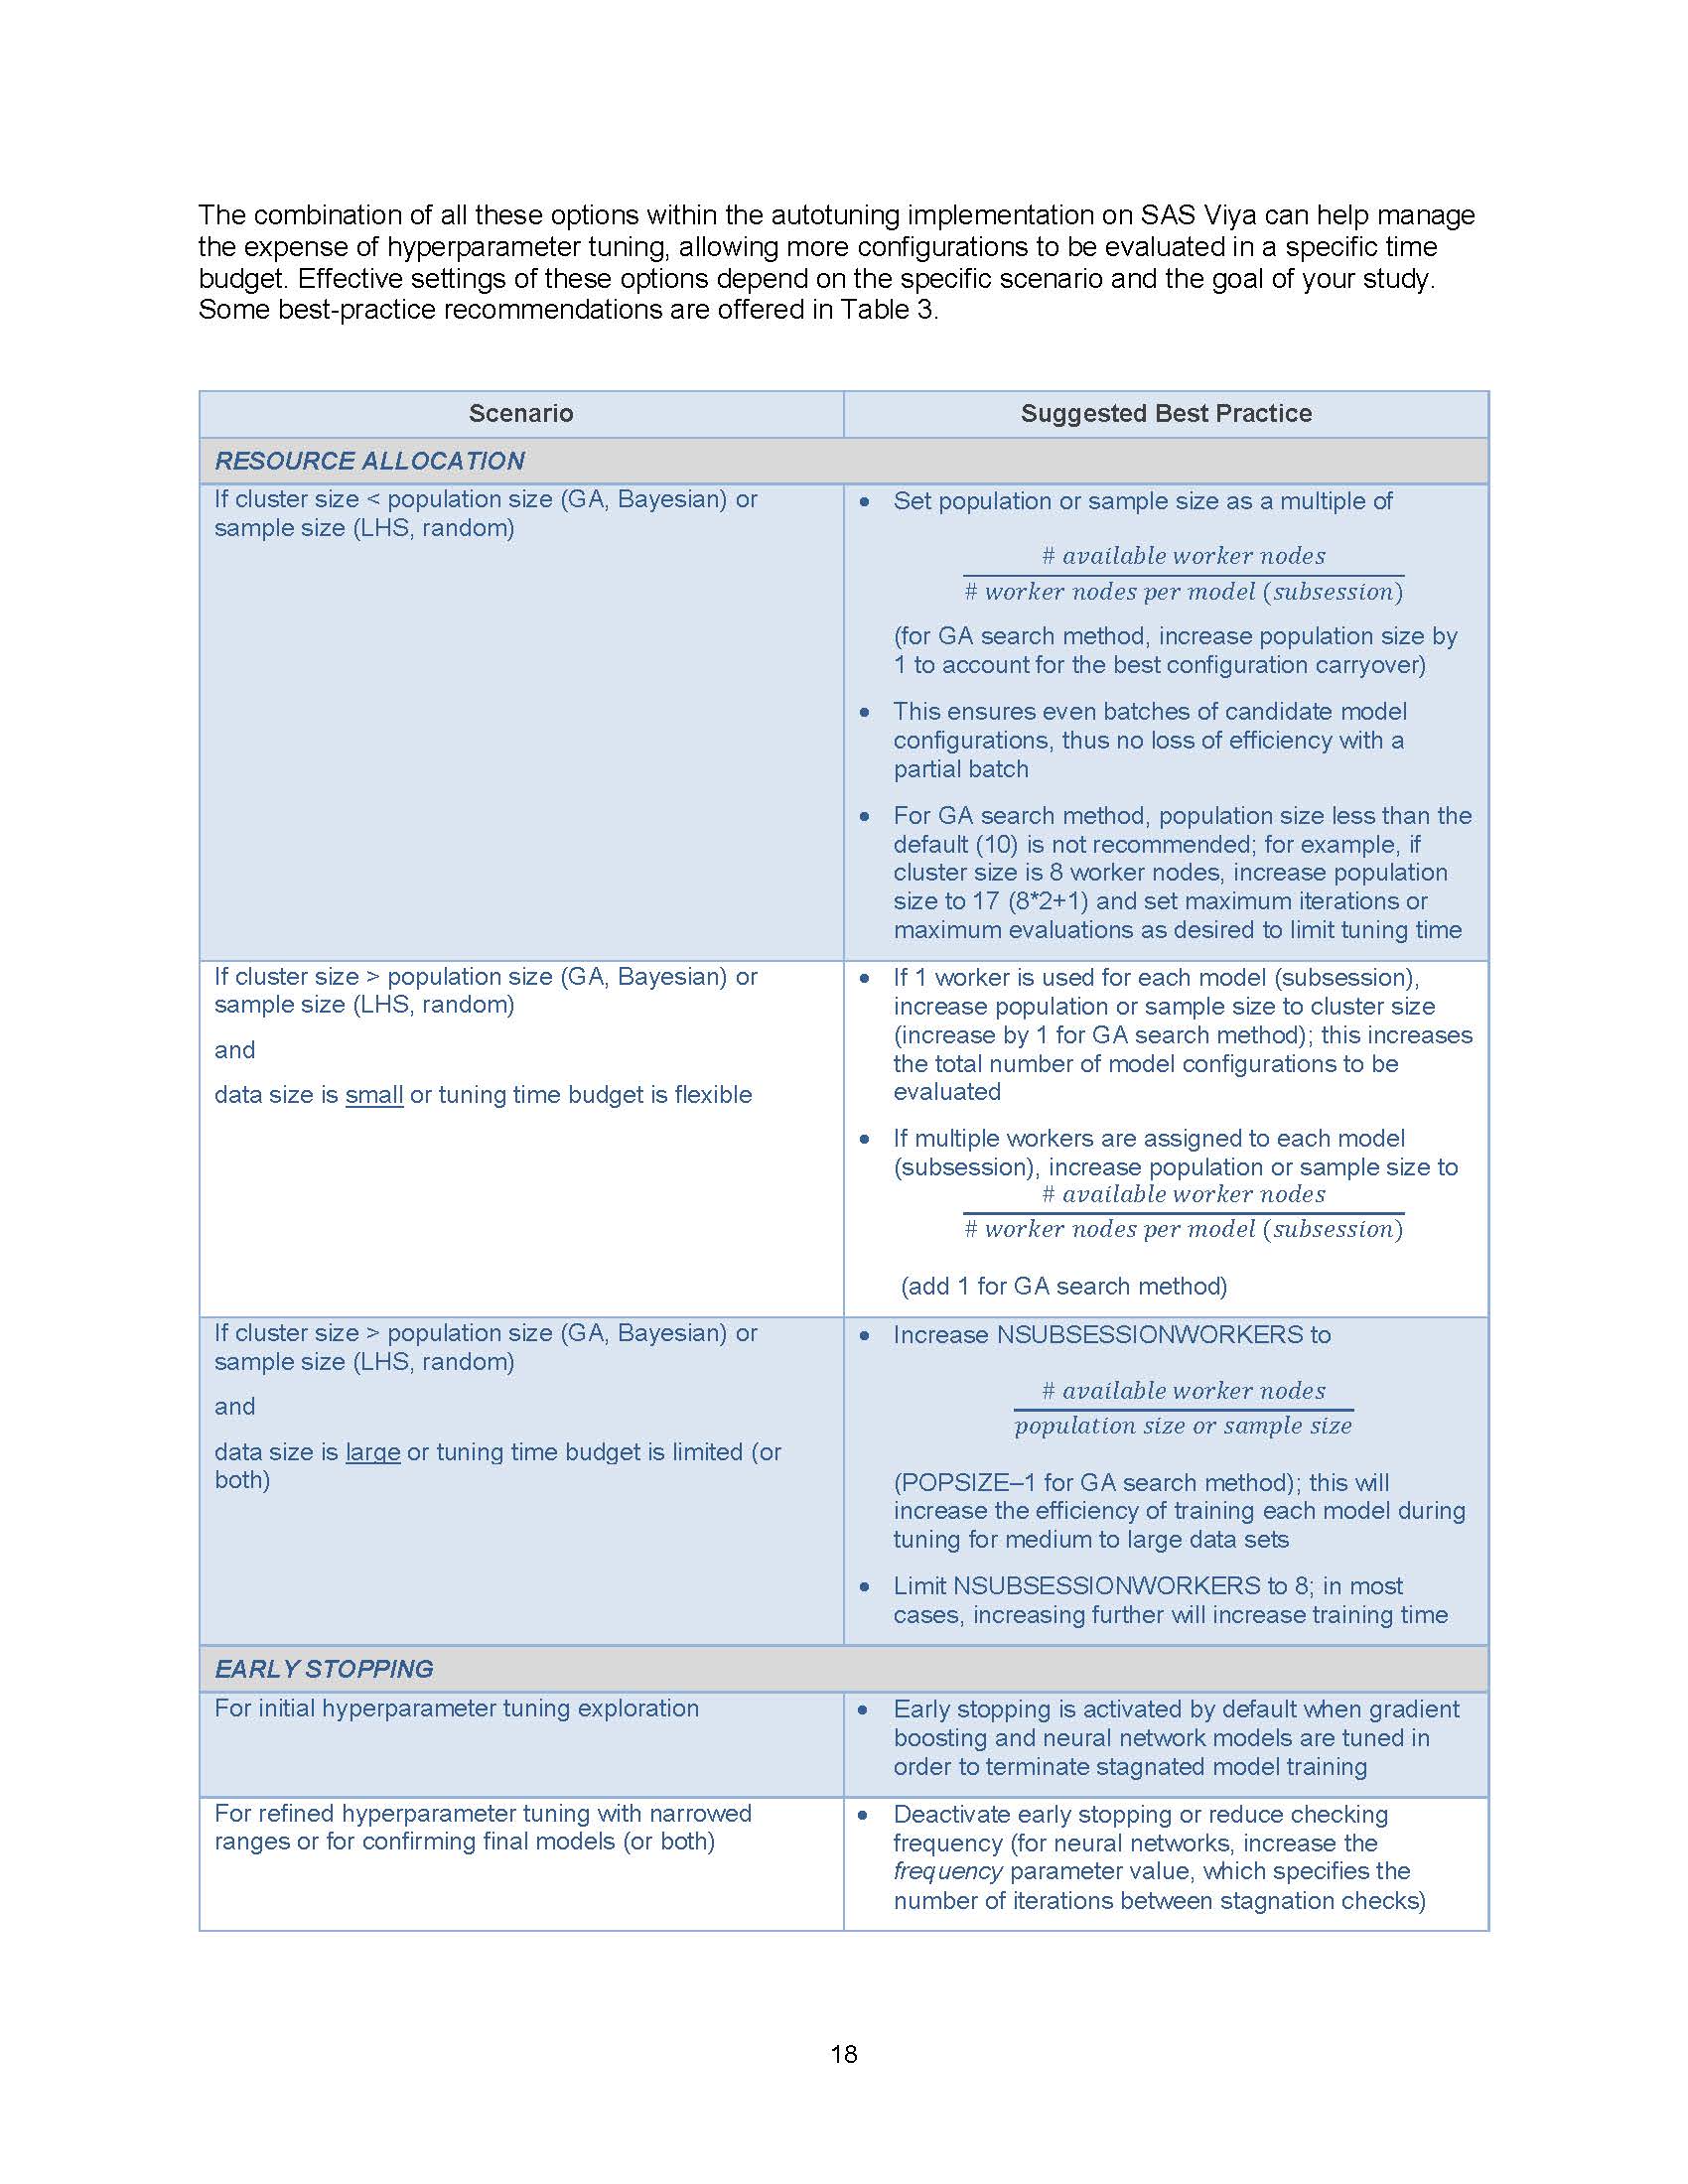 The combination of all these options within the autotuning implementation on SAS Viya can help manage
the expense of hyperparameter tuning, allowing more configurations to be evaluated in a specific time
budget. Effective settings of these options depend on the specific scenario and the goal of your study.
Some best-practice recommendations are offered in Table 3.
Scenario
Suggested Best Practice
RESOURCE ALLOCATION
If cluster size < population size (GA, Bayesian) or
sample size (LHS, random)
• Set population or sample size as a multiple of
# available worker nodes
# worker nodes per model (subsession)
(for GA search method, increase population size by
1 to account for the best configuration carryover)
• This ensures even batches of candidate model
configurations, thus no loss of efficiency with a
partial batch
• For GA search method, population size less than the
default (10) is not recommended; for example, if
cluster size is 8 worker nodes, increase population
size to 17 (8*2+1) and set maximum iterations or
maximum evaluations as desired to limit tuning time
If cluster size > population size (GA, Bayesian) or
sample size (LHS, random)
and
data size is small or tuning time budget is flexible
• If 1 worker is used for each model (subsession),
increase population or sample size to cluster size
(increase by 1 for GA search method); this increases
the total number of model configurations to be
evaluated
• If multiple workers are assigned to each model
(subsession), increase population or sample size to
# available worker nodes
# worker nodes per model (subsession)
(add 1 for GA search method)
If cluster size > population size (GA, Bayesian) or
sample size (LHS, random)
and
data size is large or tuning time budget is limited (or
both)
• Increase NSUBSESSIONWORKERS to
# available worker nodes
population size or sample size
(POPSIZE–1 for GA search method); this will
increase the efficiency of training each model during
tuning for medium to large data sets
• Limit NSUBSESSIONWORKERS to 8; in most
cases, increasing further will increase training time
EARLY STOPPING
For initial hyperparameter tuning exploration
• Early stopping is activated by default when gradient
boosting and neural network models are tuned in
order to terminate stagnated model training
For refined hyperparameter tuning with narrowed
ranges or for confirming final models (or both)
• Deactivate early stopping or reduce checking
frequency (for neural networks, increase the
frequency parameter value, which specifies the
number of iterations between stagnation checks)
18